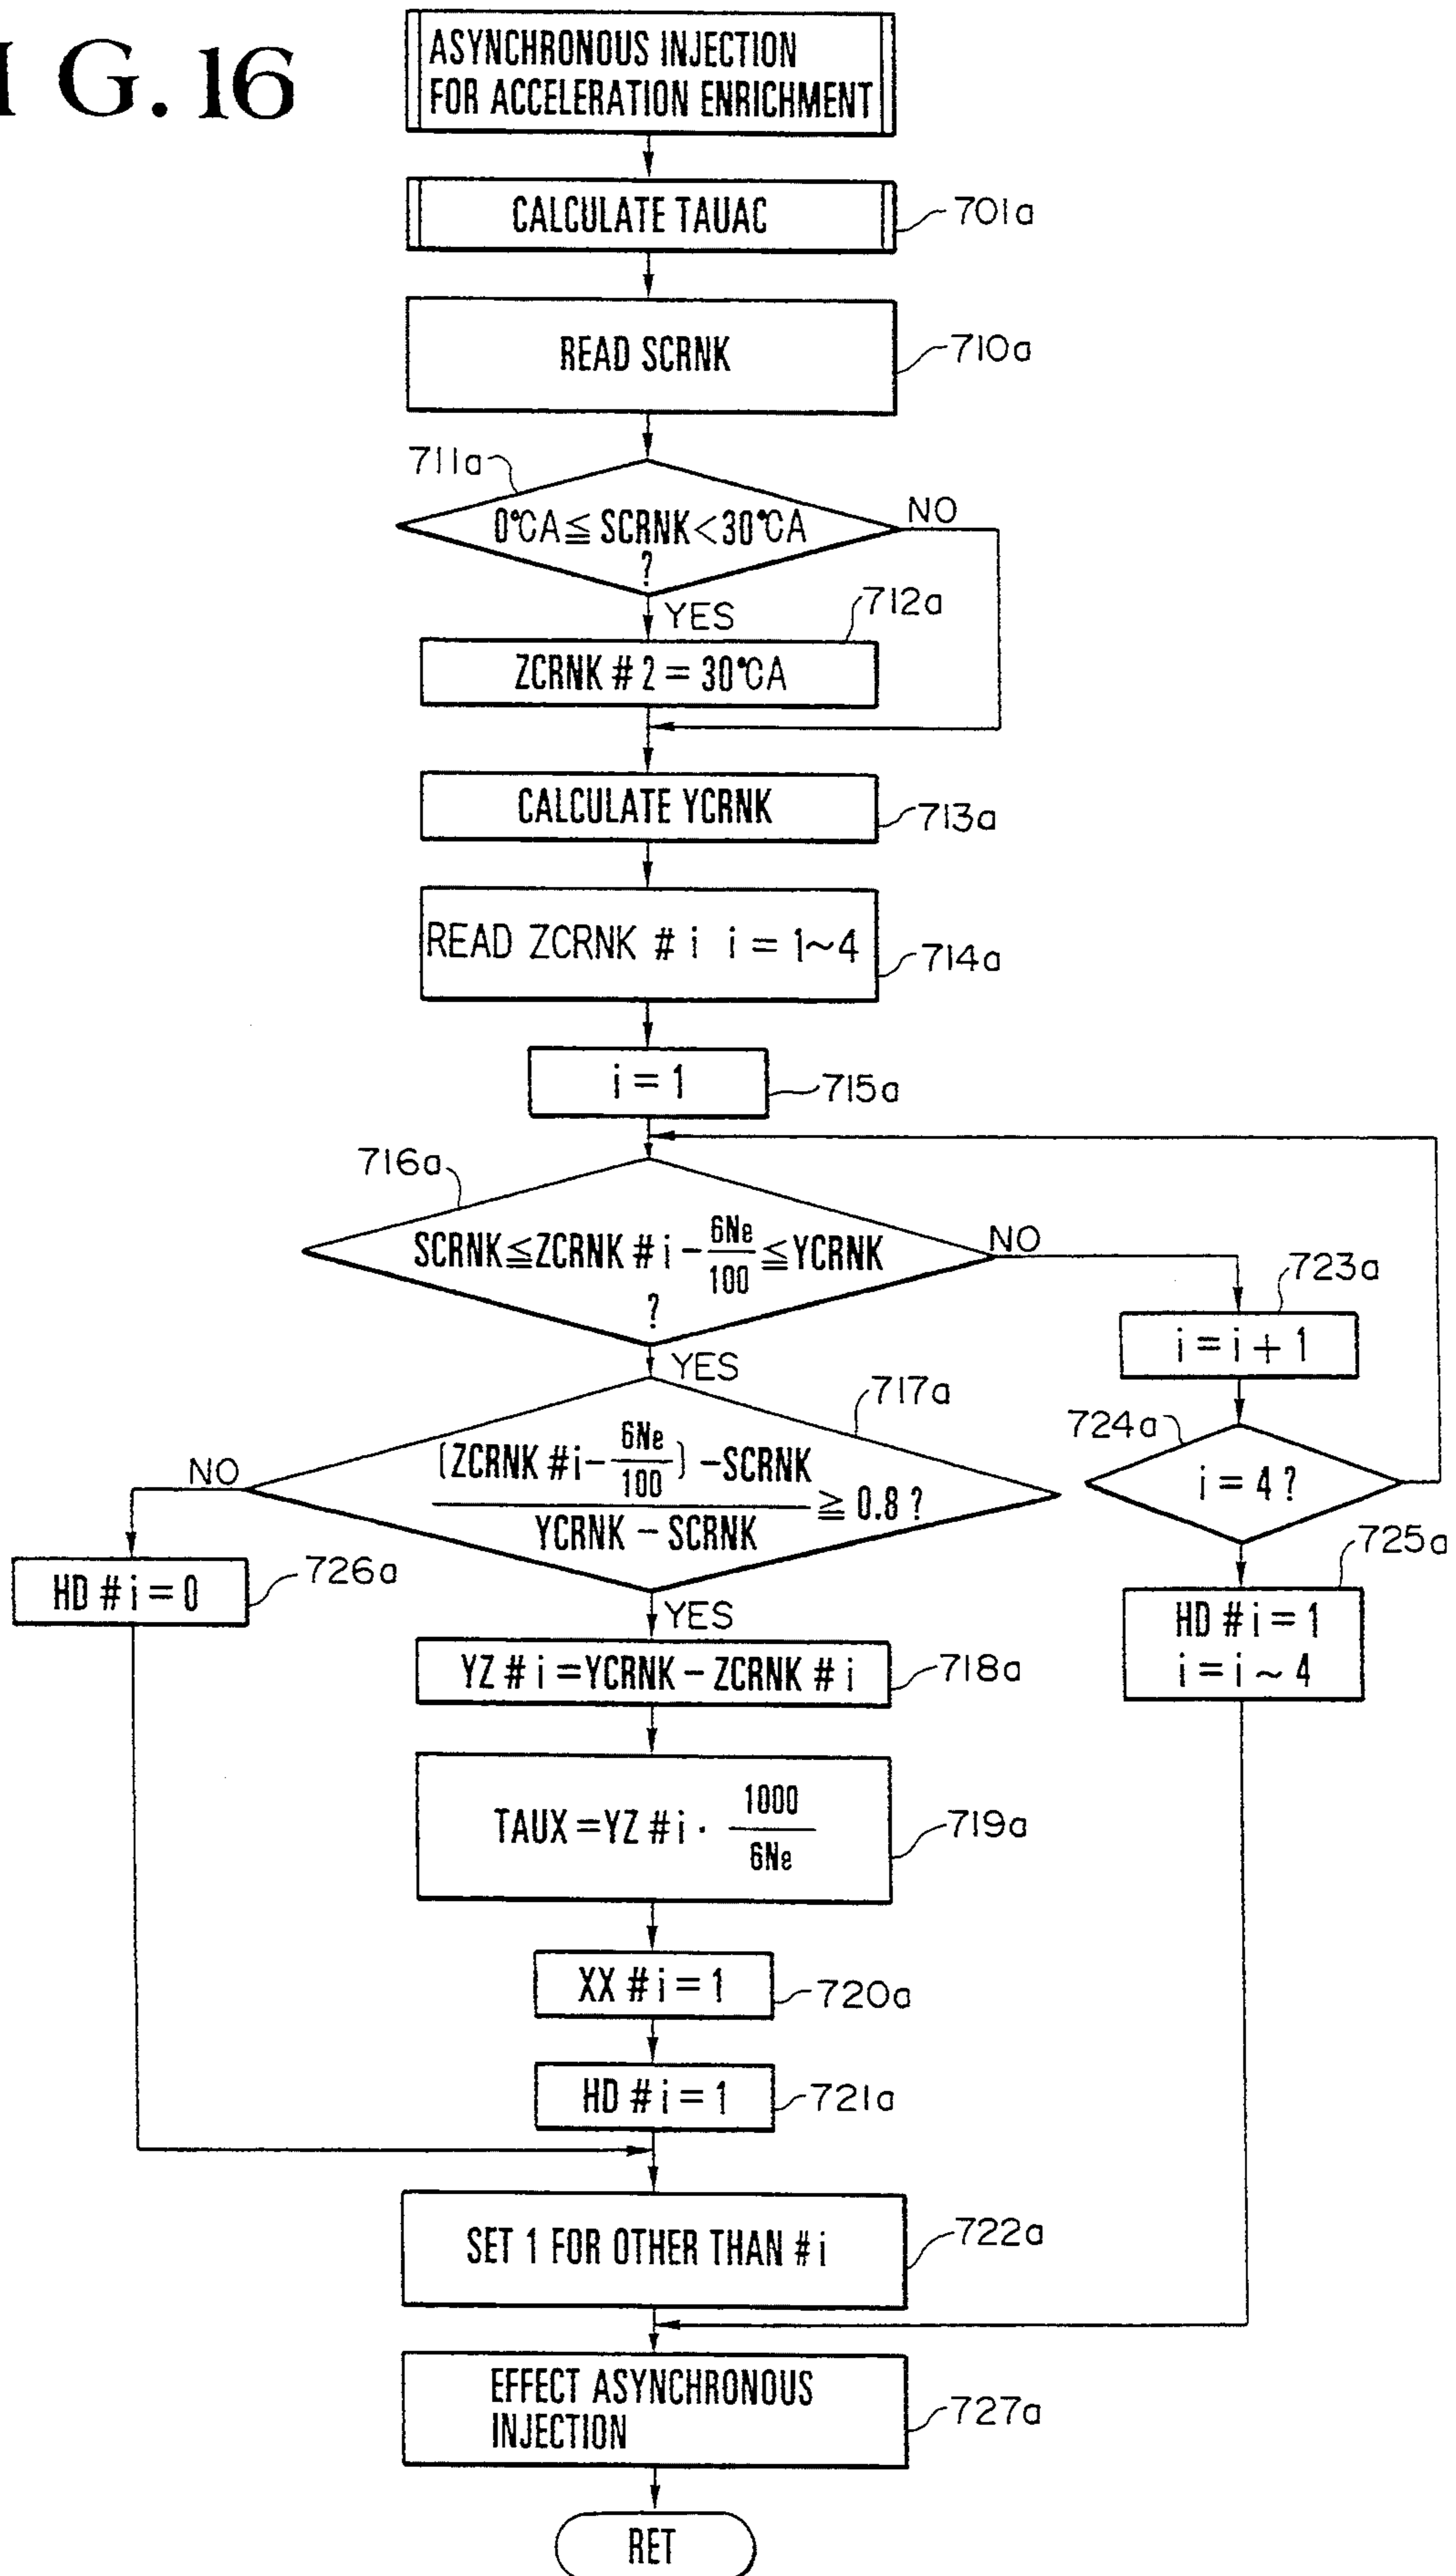 I G. 16
ASYNCHRONOUS INJECTION
FOR ACCELERATION ENRICHMENT
CALCULATE TAUAC
701a
READ SCRNK
710a
711a
0°CA ≦ SCRNK < 30°CA
?
NO
YES
712a
ZCRNK # 2 = 30°CA
CALCULATE YCRNK
713a
READ ZCRNK # i i = 1~4
714a
i = 1
715a
716a
SCRNK ≦ ZCRNK # i - 6Ne/100 ≦ YCRNK
?
NO
YES
723a
i = i + 1
724a
i = 4 ?
725a
HD # i = 1
i = i ~ 4
717a
(ZCRNK #i - 6Ne/100) - SCRNK
YCRNK - SCRNK
≧ 0.8 ?
NO
YES
HD # i = 0
726a
YZ # i = YCRNK - ZCRNK # i
718a
TAUX = YZ # i · 1000/6Ne
719a
XX # i = 1
720a
HD # i = 1
721a
SET 1 FOR OTHER THAN # i
722a
EFFECT ASYNCHRONOUS
INJECTION
727a
RET